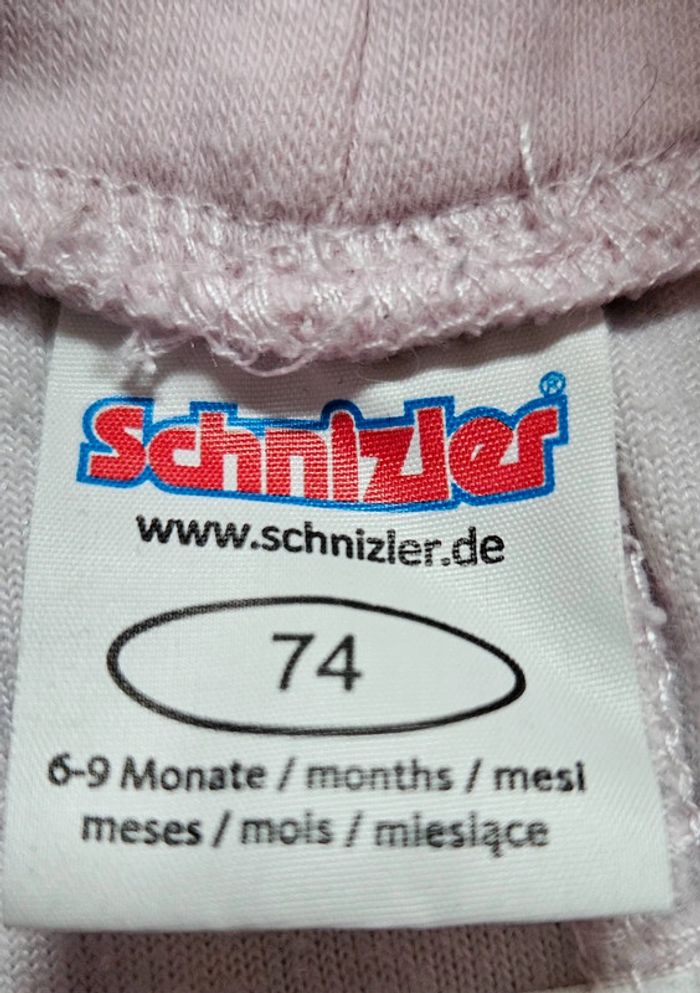 Schnizler®
www.schnizler.de
74
6-9 Monate / months / mesi
meses / mois / miesiące